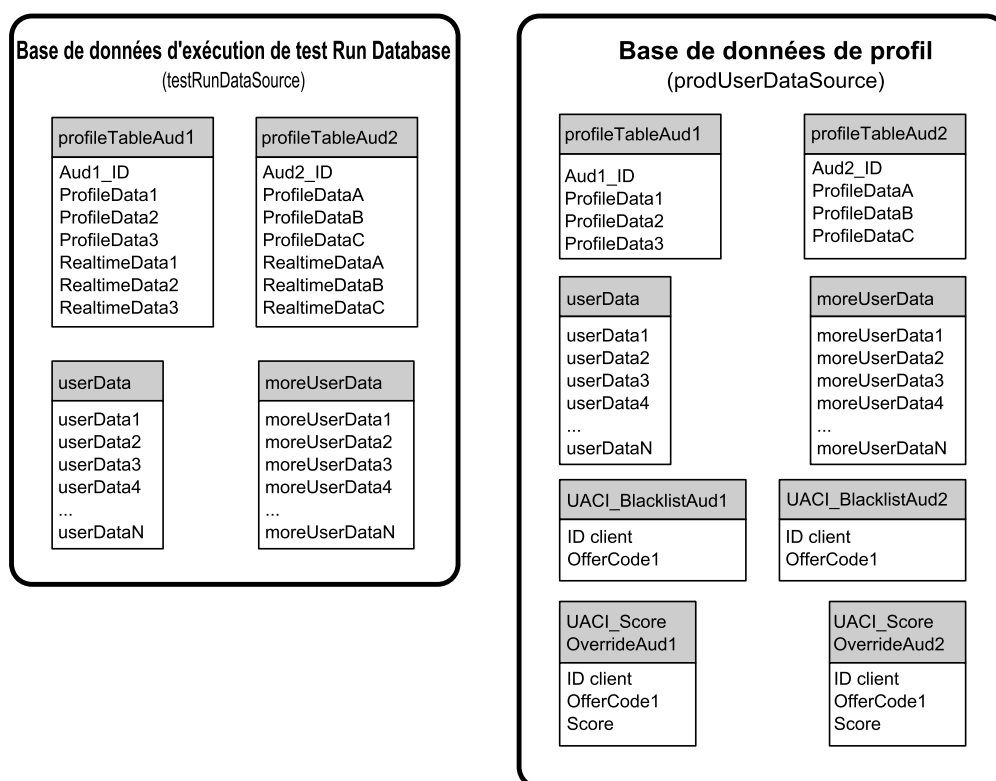 Base de données d'exécution de test Run Database
(testRunDataSource)
profileTableAud1
Aud1_ID
ProfileData1
ProfileData2
ProfileData3
RealtimeData1
RealtimeData2
RealtimeData3
profileTableAud2
Aud2_ID
ProfileDataA
ProfileDataB
ProfileDataC
RealtimeDataA
RealtimeDataB
RealtimeDataC
userData
userData1
userData2
userData3
userData4
...
userDataN
moreUserData
moreUserData1
moreUserData2
moreUserData3
moreUserData4
...
moreUserDataN
Base de données de profil
(prodUserDataSource)
profileTableAud1
Aud1_ID
ProfileData1
ProfileData2
ProfileData3
profileTableAud2
Aud2_ID
ProfileDataA
ProfileDataB
ProfileDataC
userData
userData1
userData2
userData3
userData4
...
userDataN
moreUserData
moreUserData1
moreUserData2
moreUserData3
moreUserData4
...
moreUserDataN
UACI_BlacklistAud1
ID client
OfferCode1
UACI_BlacklistAud2
ID client
OfferCode1
UACI_Score
OverrideAud1
ID client
OfferCode1
Score
UACI_Score
OverrideAud2
ID client
OfferCode1
Score